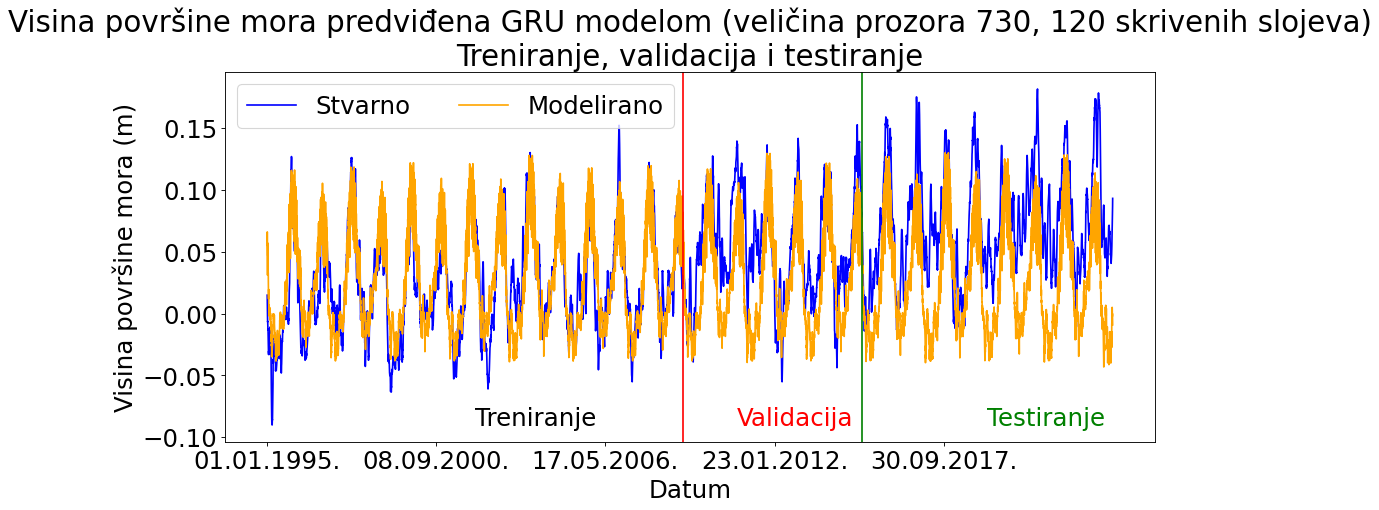 Visina površine mora predviđena GRU modelom (veličina prozora 730, 120 skrivenih slojeva)
Treniranje, validacija i testiranje
Stvarno
Modelirano
Visina površine mora (m)
0.15
0.10
0.05
0.00
−0.05
−0.10
Treniranje
Validacija
Testiranje
01.01.1995.
08.09.2000.
17.05.2006.
23.01.2012.
30.09.2017.
Datum